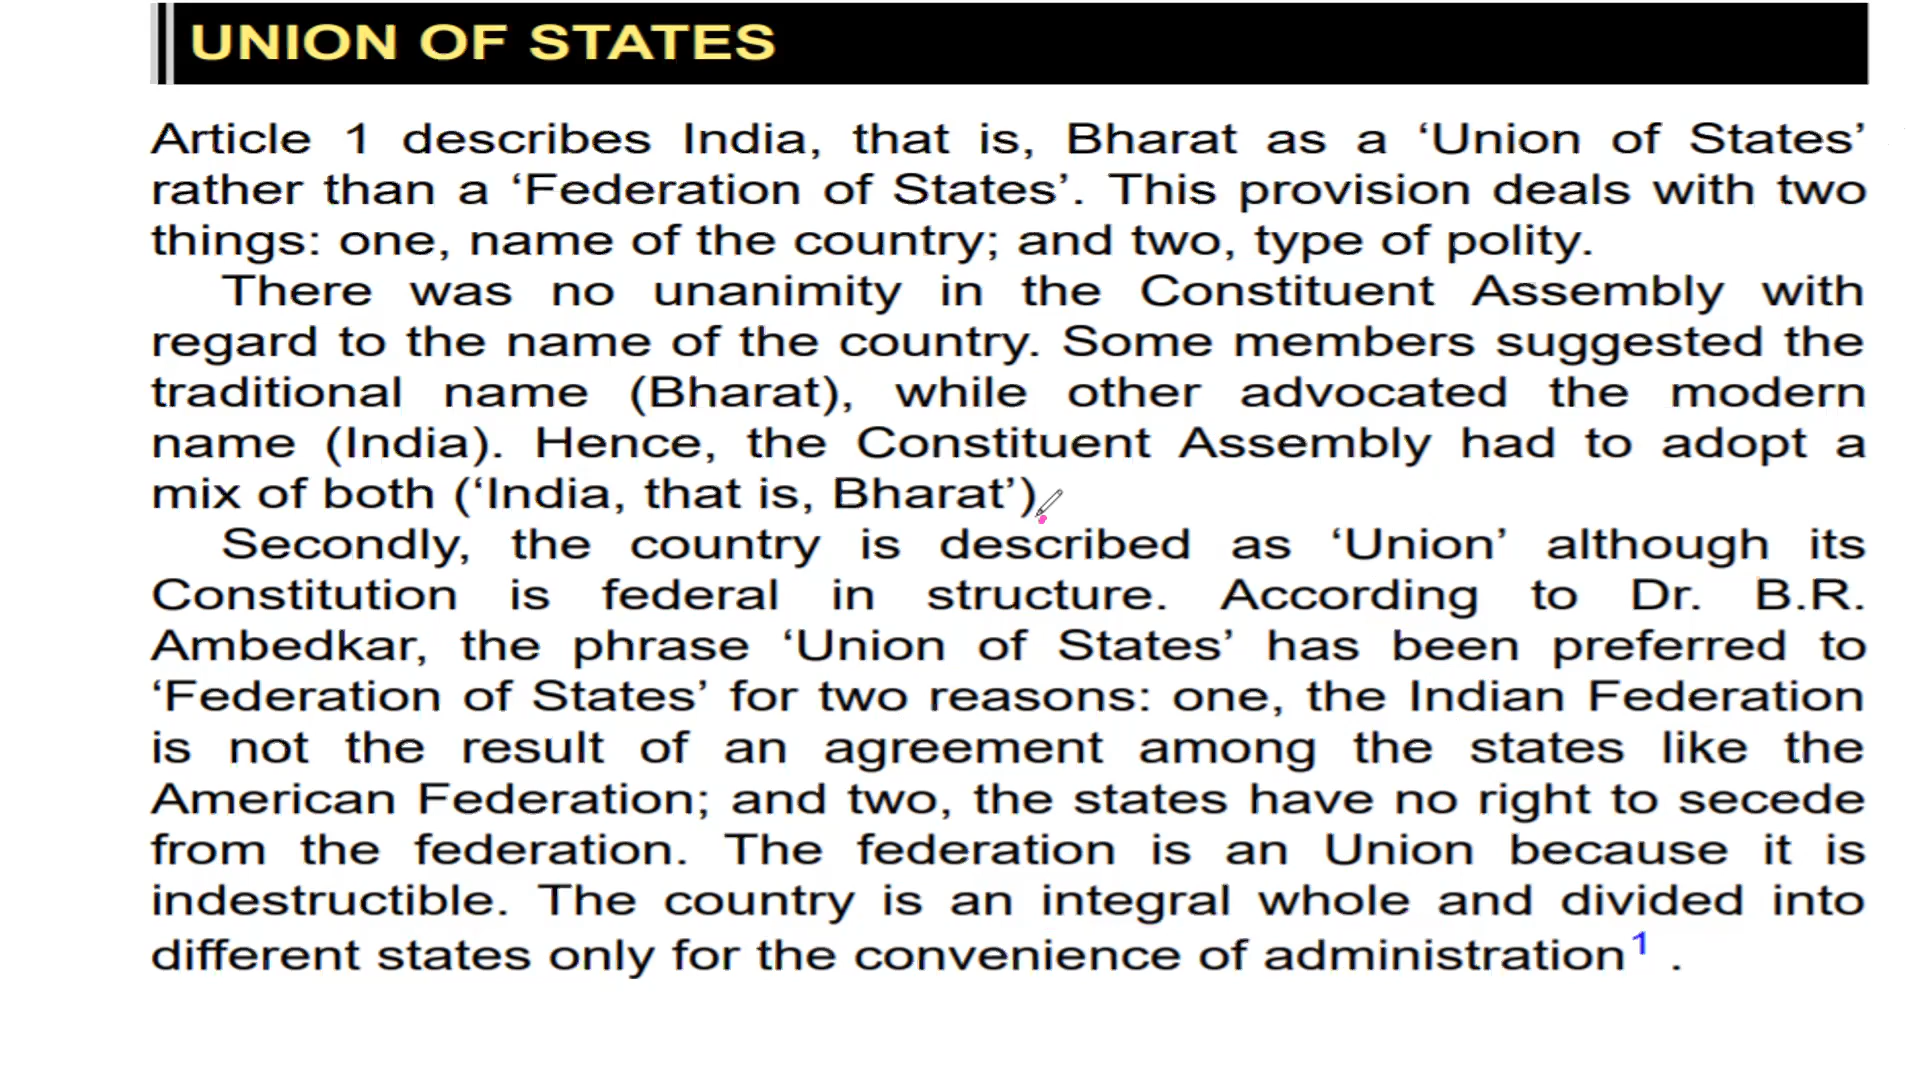 UNION OF STATES
Article 1 describes India, that is, Bharat as a ‘Union of States’
rather than a ‘Federation of States’. This provision deals with two
things: one, name of the country; and two, type of polity.
There was no unanimity in the Constituent Assembly with
regard to the name of the country. Some members suggested the
traditional name (Bharat), while other advocated the modern
name (India). Hence, the Constituent Assembly had to adopt a
mix of both (‘India, that is, Bharat’).
Secondly, the country is described as ‘Union’ although its
Constitution is federal in structure. According to Dr. B.R.
Ambedkar, the phrase ‘Union of States’ has been preferred to
‘Federation of States’ for two reasons: one, the Indian Federation
is not the result of an agreement among the states like the
American Federation; and two, the states have no right to secede
from the federation. The federation is an Union because it is
indestructible. The country is an integral whole and divided into
different states only for the convenience of administration1 .